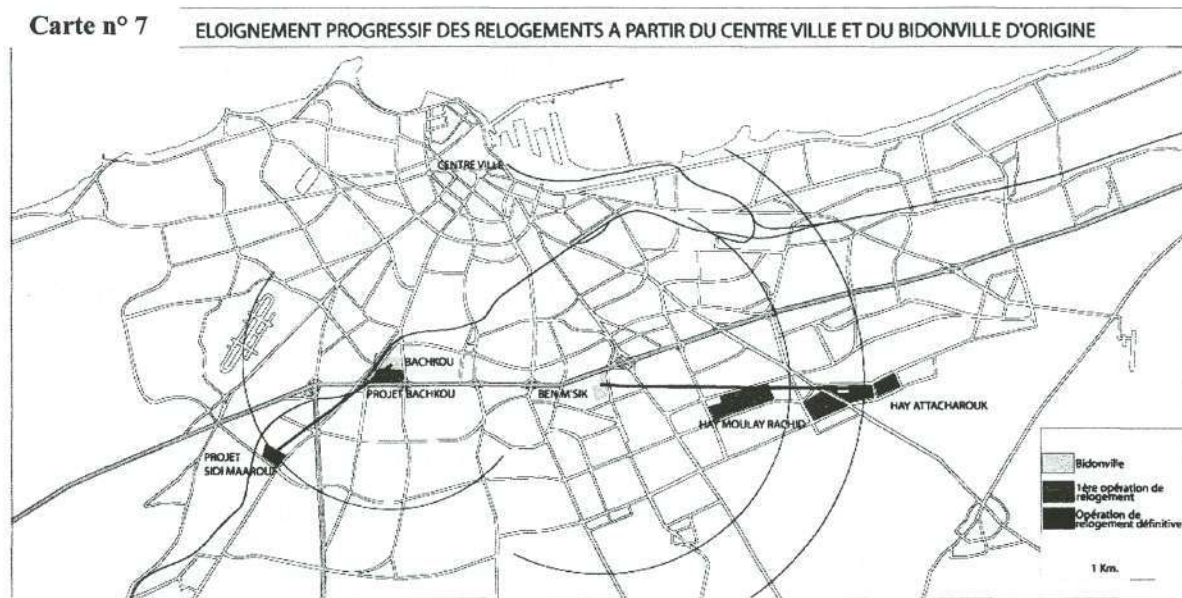 Carte n° 7
ELOIGNEMENT PROGRESSIF DES RELOGEMENTS A PARTIR DU CENTRE VILLE ET DU BIDONVILLE D'ORIGINE
CENTRE VILLE
BACHKOU
PROJET BACHKOU
BEN M'SIK
HAY ATTACHAROUK
HAY MOULAY RACHID
PROJET
SIDI MAAROUF
Bidonville
1ère opération de
relogement
Opération de
relogement définitive
1 Km.